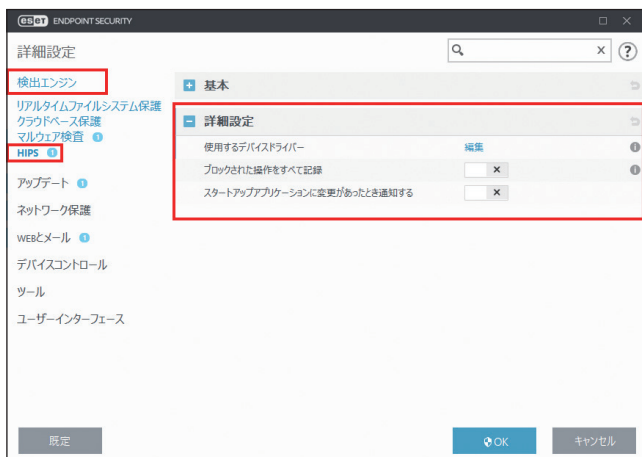 eset ENDPOINT SECURITY
詳細設定
検出エンジン
リアルタイムファイルシステム保護
クラウドベース保護
マルウェア検査 1
HIPS 1
アップデート 1
ネットワーク保護
WEBとメール 1
デバイスコントロール
ツール
ユーザーインターフェース
基本
詳細設定
使用するデバイスドライバー 編集
ブロックされた操作をすべて記録
スタートアップアプリケーションに変更があったとき通知する
既定 OK キャンセル